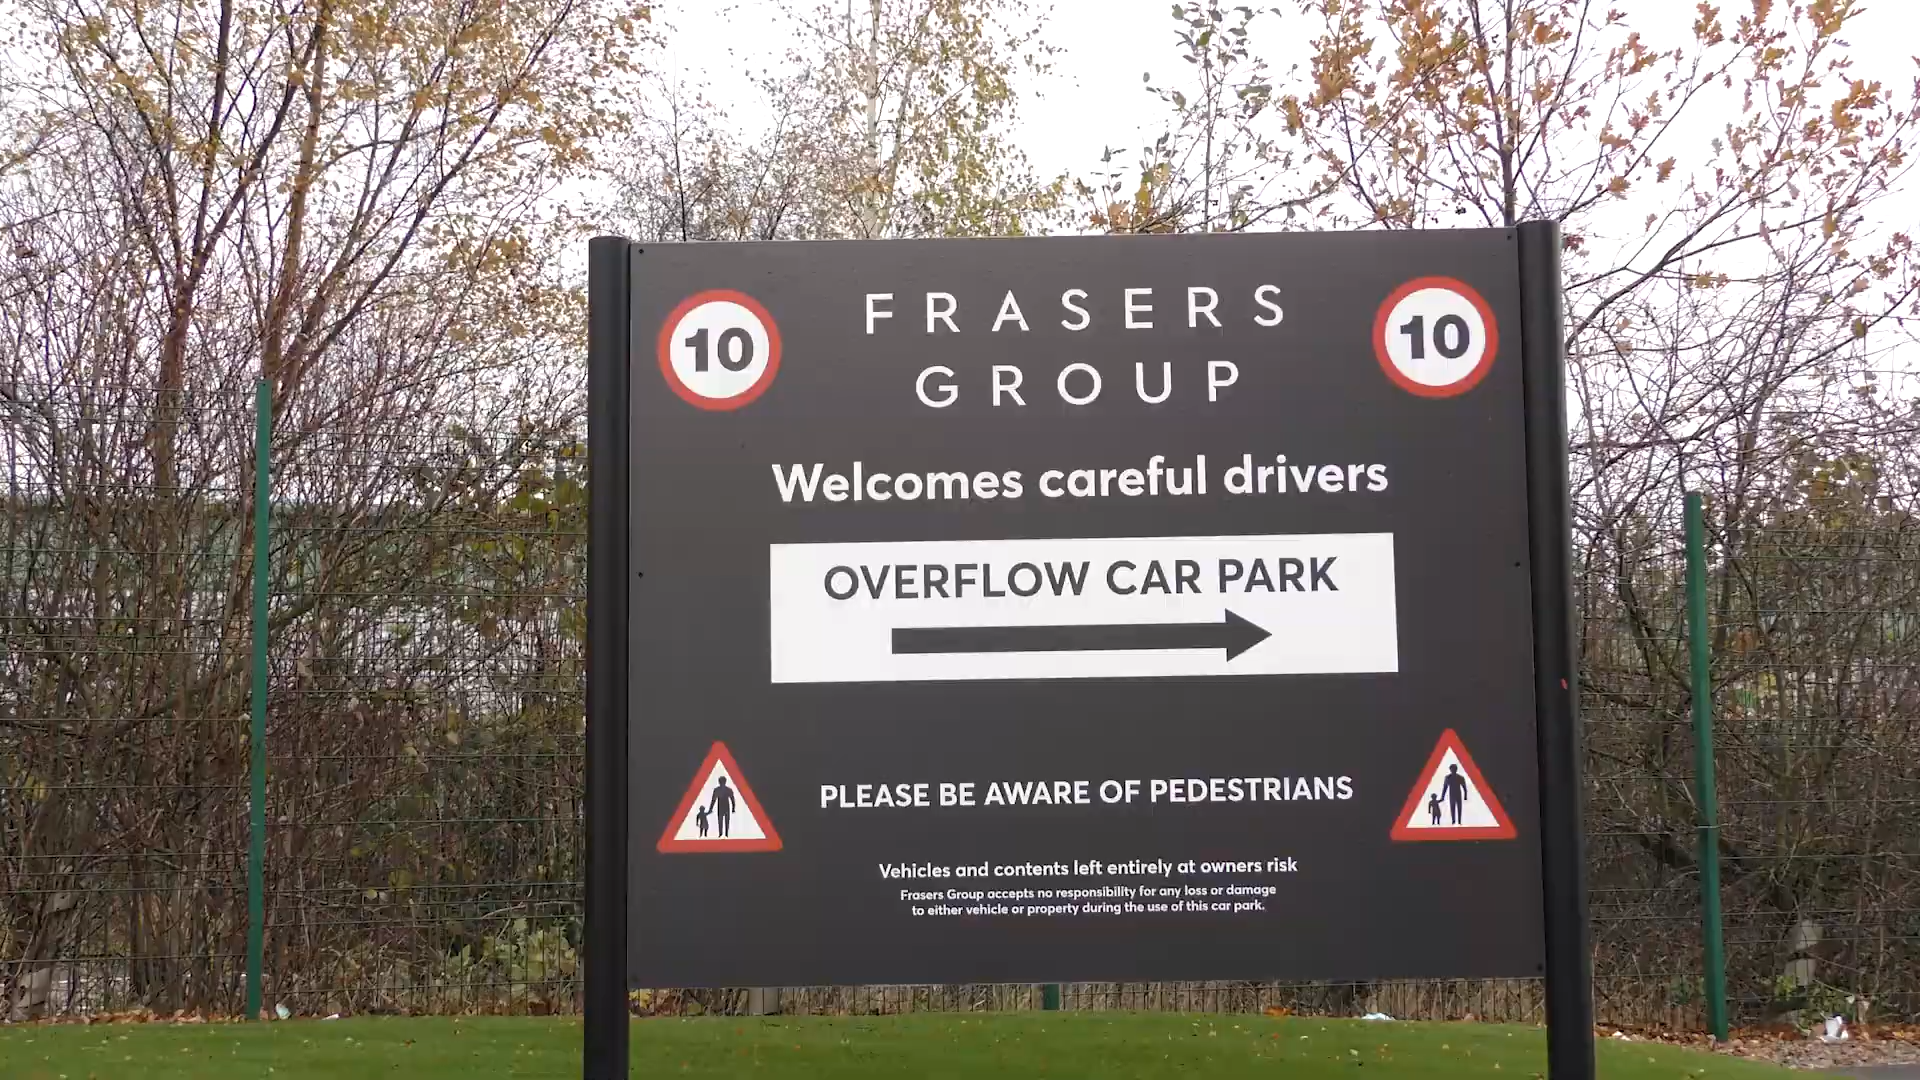 10
FRASERS
GROUP
10
Welcomes careful drivers
OVERFLOW CAR PARK
PLEASE BE AWARE OF PEDESTRIANS
Vehicles and contents left entirely at owners risk
Frasers Group accepts no responsibility for any loss or damage
to either vehicle or property during the use of this car park.